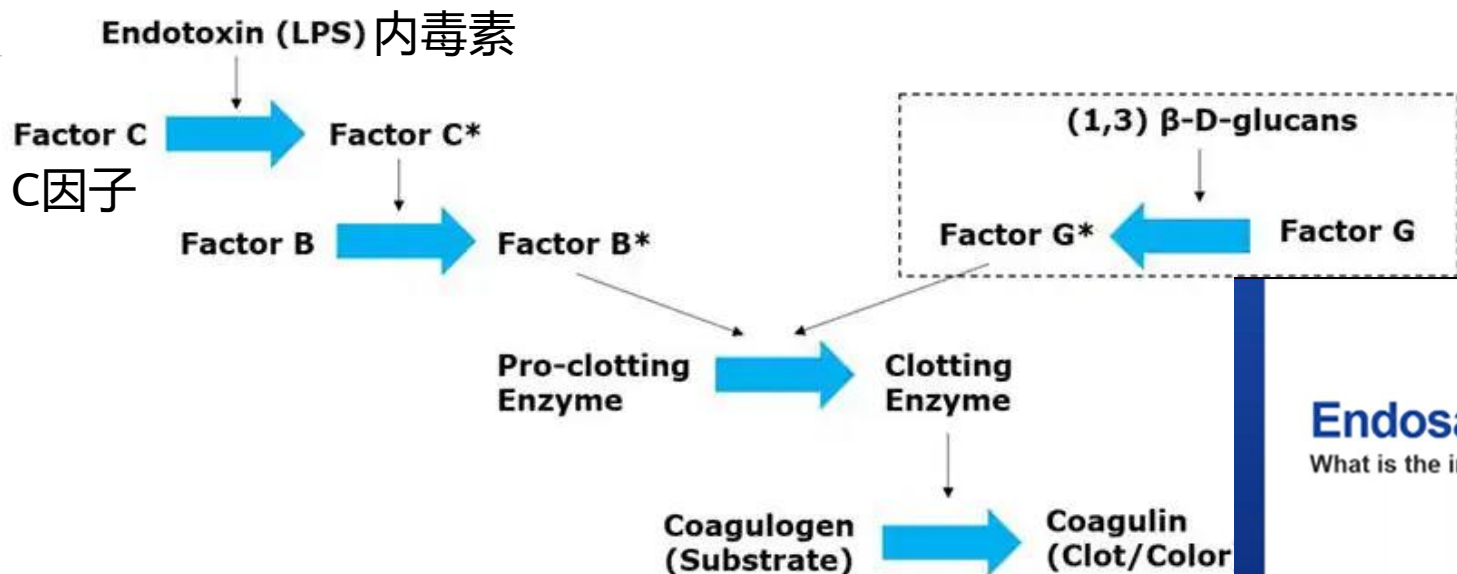 Endotoxin (LPS) 内毒素
Factor C
Factor C*
C因子
(1,3) β-D-glucans
Factor B
Factor B*
Factor G*
Factor G
Pro-clotting
Enzyme
Clotting
Enzyme
Coagulogen
(Substrate)
Coagulin
(Clot/Color
What is the